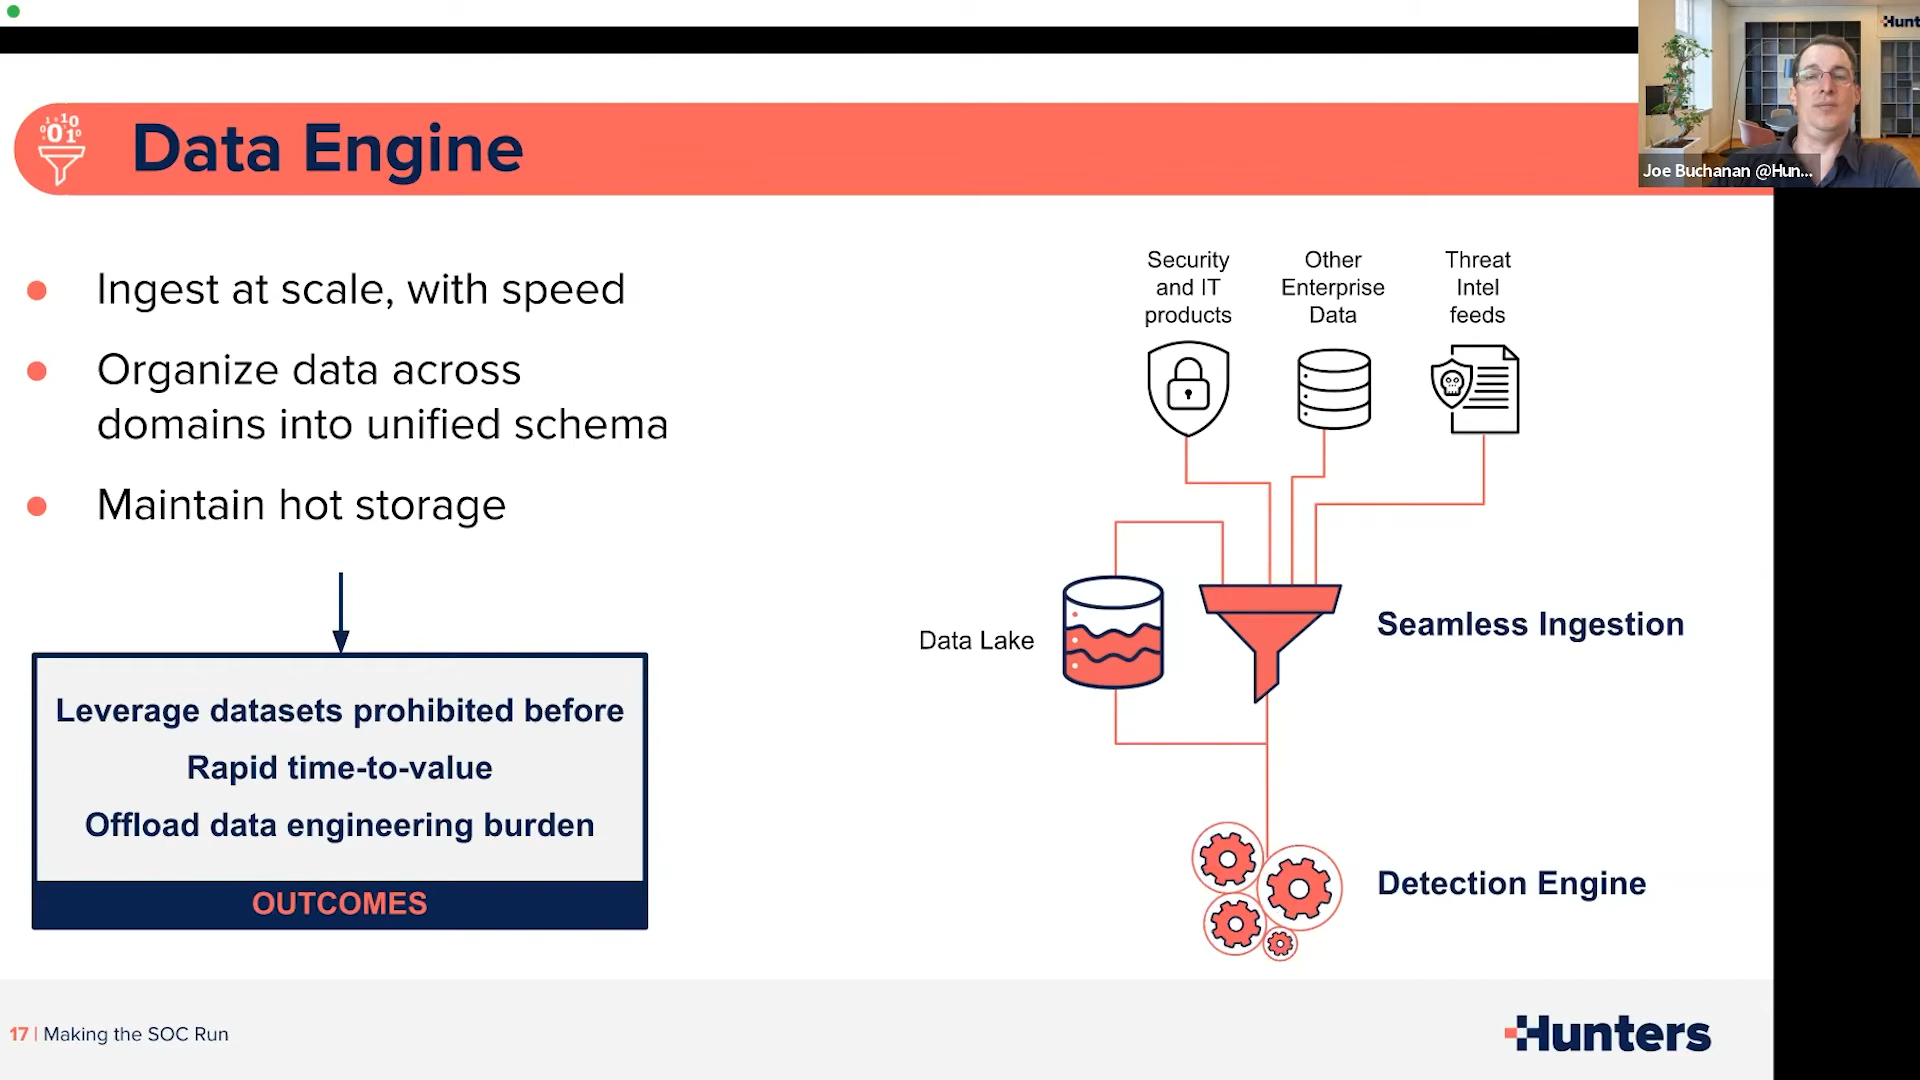 Data Engine
Ingest at scale, with speed
Organize data across
domains into unified schema
Maintain hot storage
Leverage datasets prohibited before
Rapid time-to-value
Offload data engineering burden
OUTCOMES
Security
and IT
products
Other
Enterprise
Data
Threat
Intel
feeds
Data Lake
Seamless Ingestion
Detection Engine
17 | Making the SOC Run
Hunters
Hunt
Joe Buchanan @Hun...